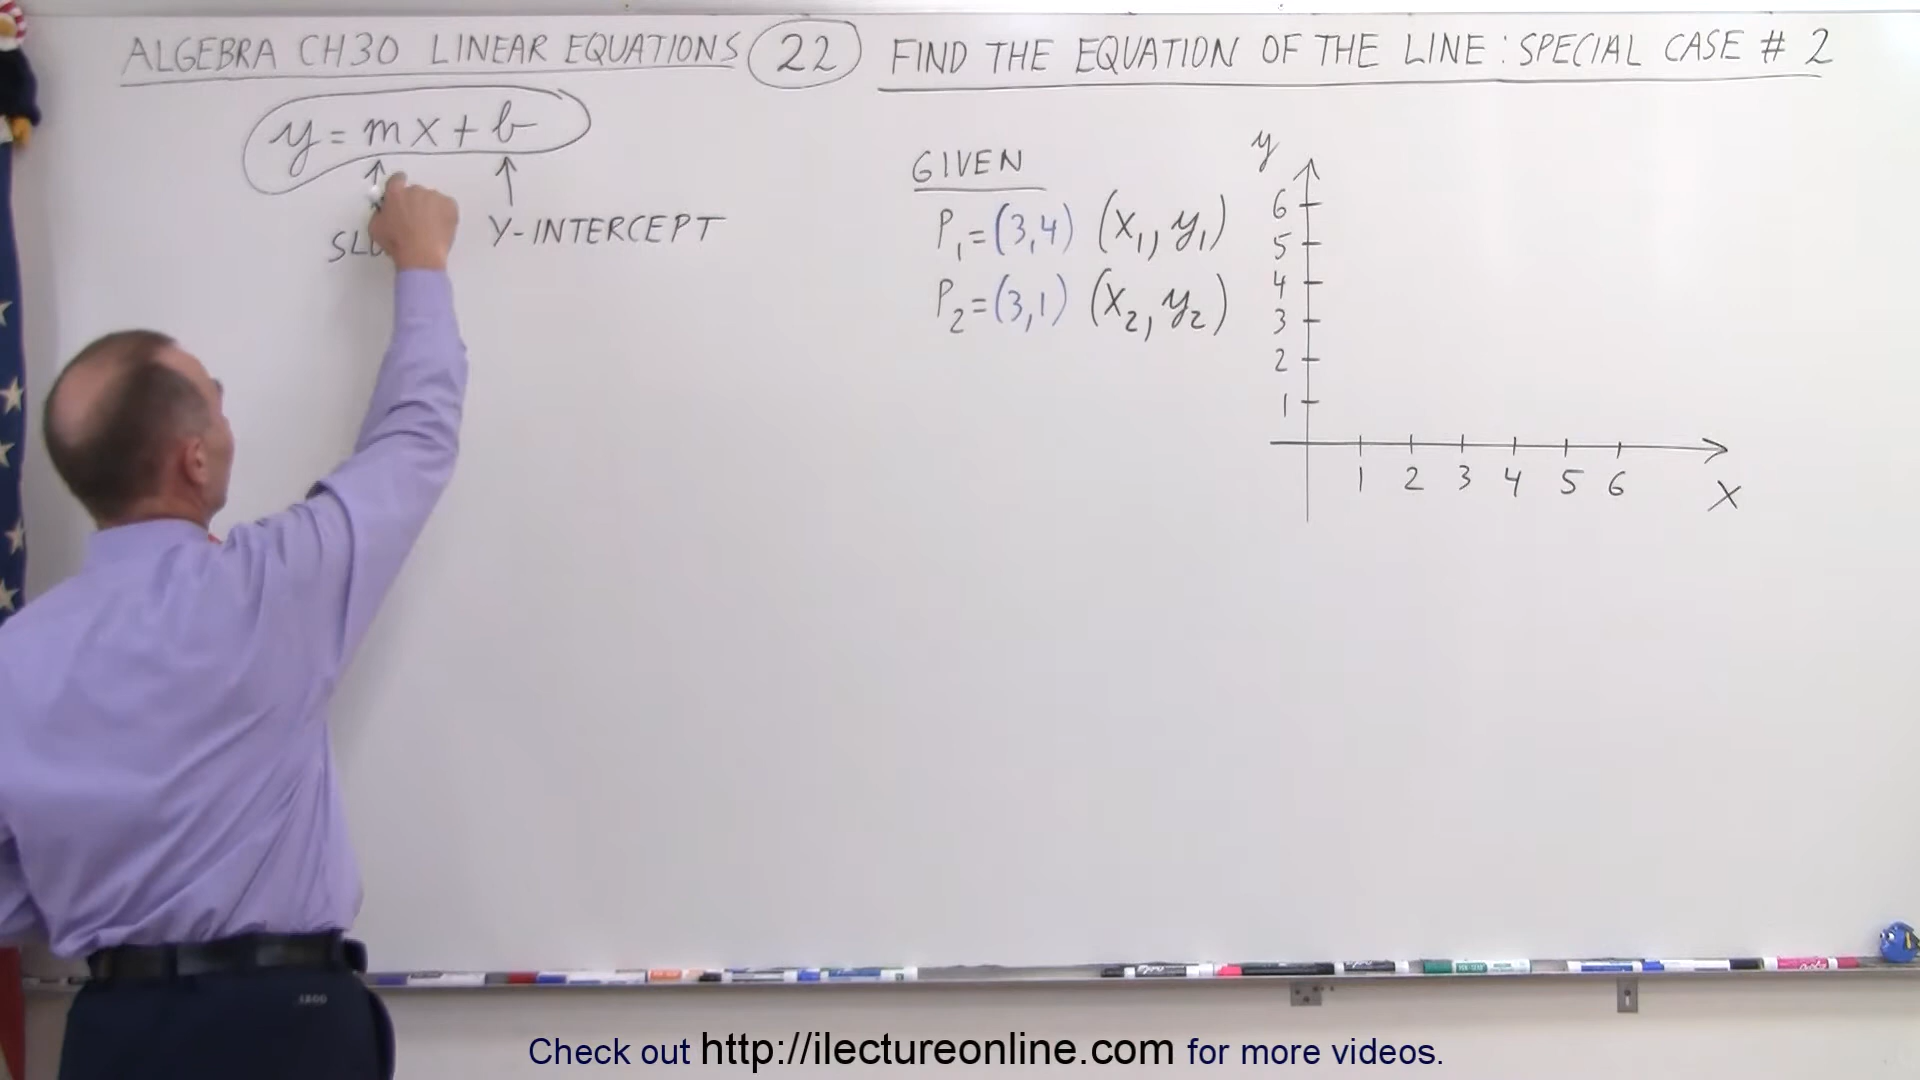 ALGEBRA CH30 LINEAR EQUATIONS 22 FIND THE EQUATION OF THE LINE: SPECIAL CASE # 2
y = mx + b
Y-INTERCEPT
GIVEN
P1 = (3,4) (x1, y1)
P2 = (3,1) (x2, y2)
y
6
5
4
3
2
1
1 2 3 4 5 6
X
Check out http://ilectureonline.com for more videos.